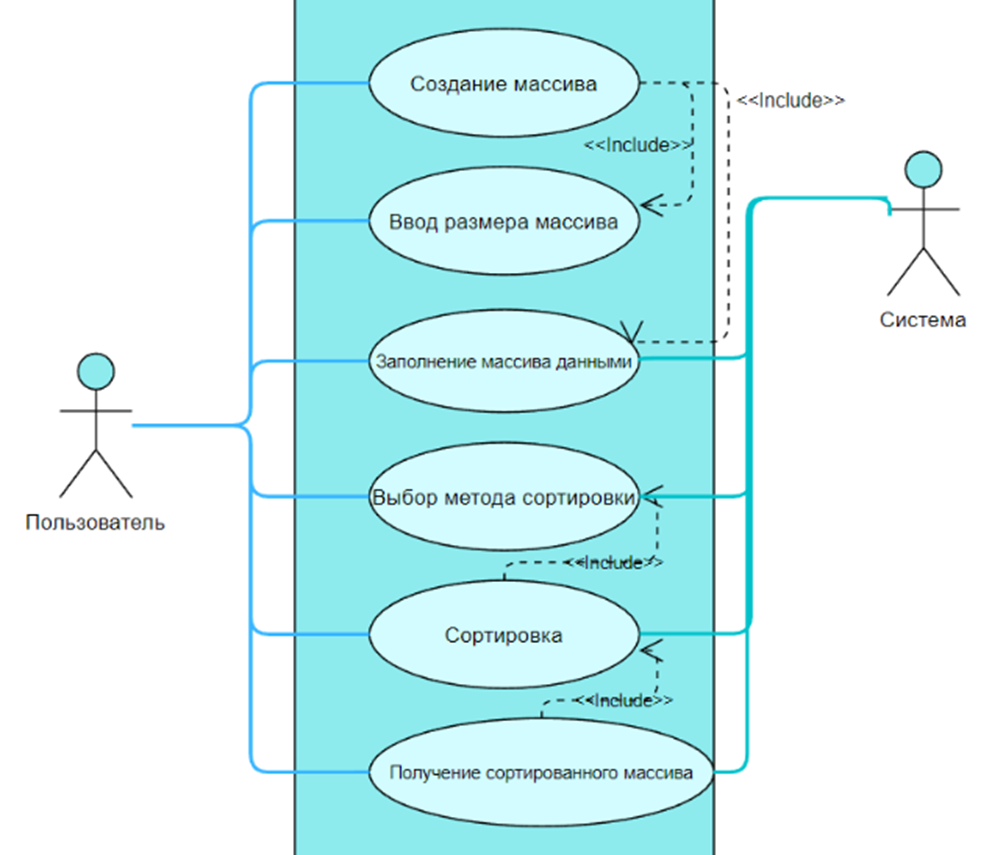 Создание массива
<<Include>>
<<Include>>
Ввод размера массива
Система
Заполнение массива данными
Выбор метода сортировки
Пользователь
<<Include>>
Сортировка
<<Include>>
Получение сортированного массива